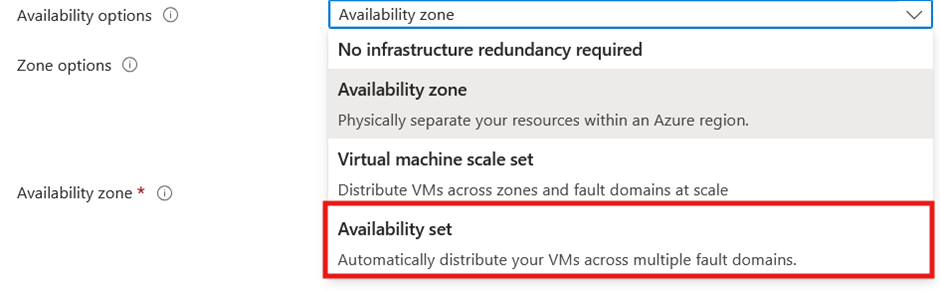 Availability options
Availability zone
No infrastructure redundancy required
Zone options
Availability zone
Physically separate your resources within an Azure region.
Virtual machine scale set
Distribute VMs across zones and fault domains at scale
Availability zone *
Availability set
Automatically distribute your VMs across multiple fault domains.